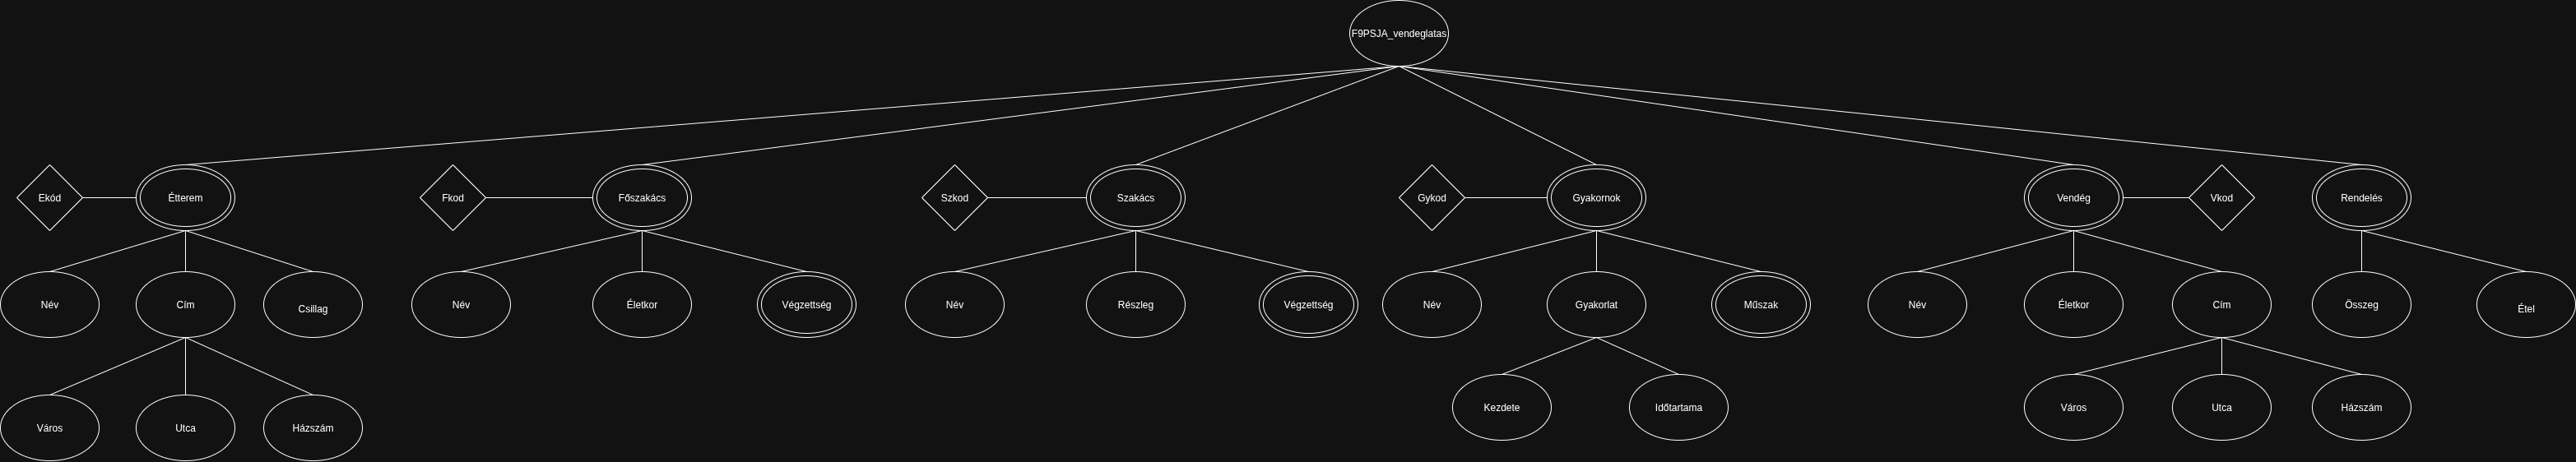 F9PSJA_vendeglatas
Ekód
Étterem
Fkod
Főszakács
Szkod
Szakács
Gykod
Gyakornok
Vendég
Vkod
Rendelés
Név
Cím
Csillag
Név
Életkor
Végzettség
Név
Részleg
Végzettség
Név
Gyakorlat
Műszak
Név
Életkor
Cím
Összeg
Étel
Város
Utca
Házszám
Kezdete
Időtartama
Város
Utca
Házszám